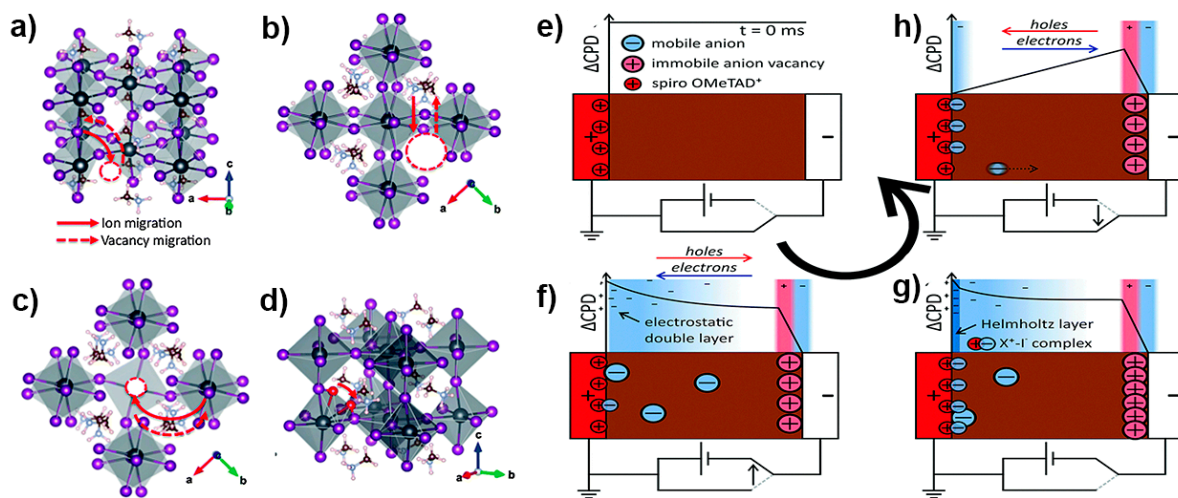 a)
c
a
b
Ion migration
Vacancy migration
b)
a
b
c)
a
b
d)
c
a
b
e)
ΔCPD
t = 0 ms
− mobile anion
+ immobile anion vacancy
+ spiro OMeTAD+
+
−
h)
ΔCPD
holes
electrons
+
−
f)
holes
electrons
ΔCPD
electrostatic
double layer
+
−
g)
ΔCPD
Helmholtz layer
X+-I- complex
+
−